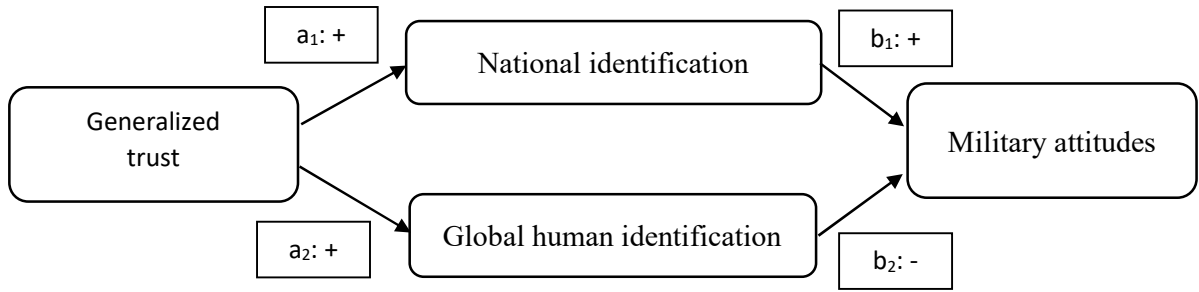 a₁: +
National identification
b₁: +
Generalized
trust
Military attitudes
Global human identification
a₂: +
b₂: -